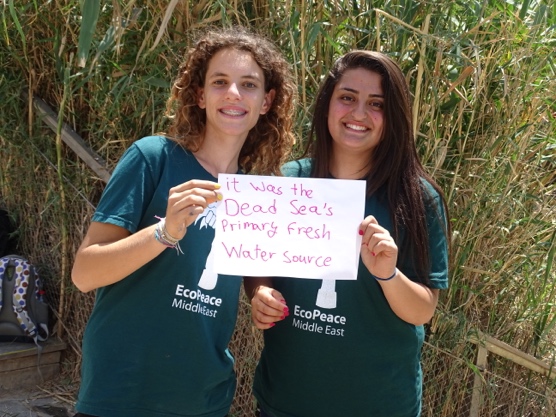 it was the
Dead Sea's
Primary Fresh
Water source
EcoPeace
Middle East
EcoPeace
Middle East